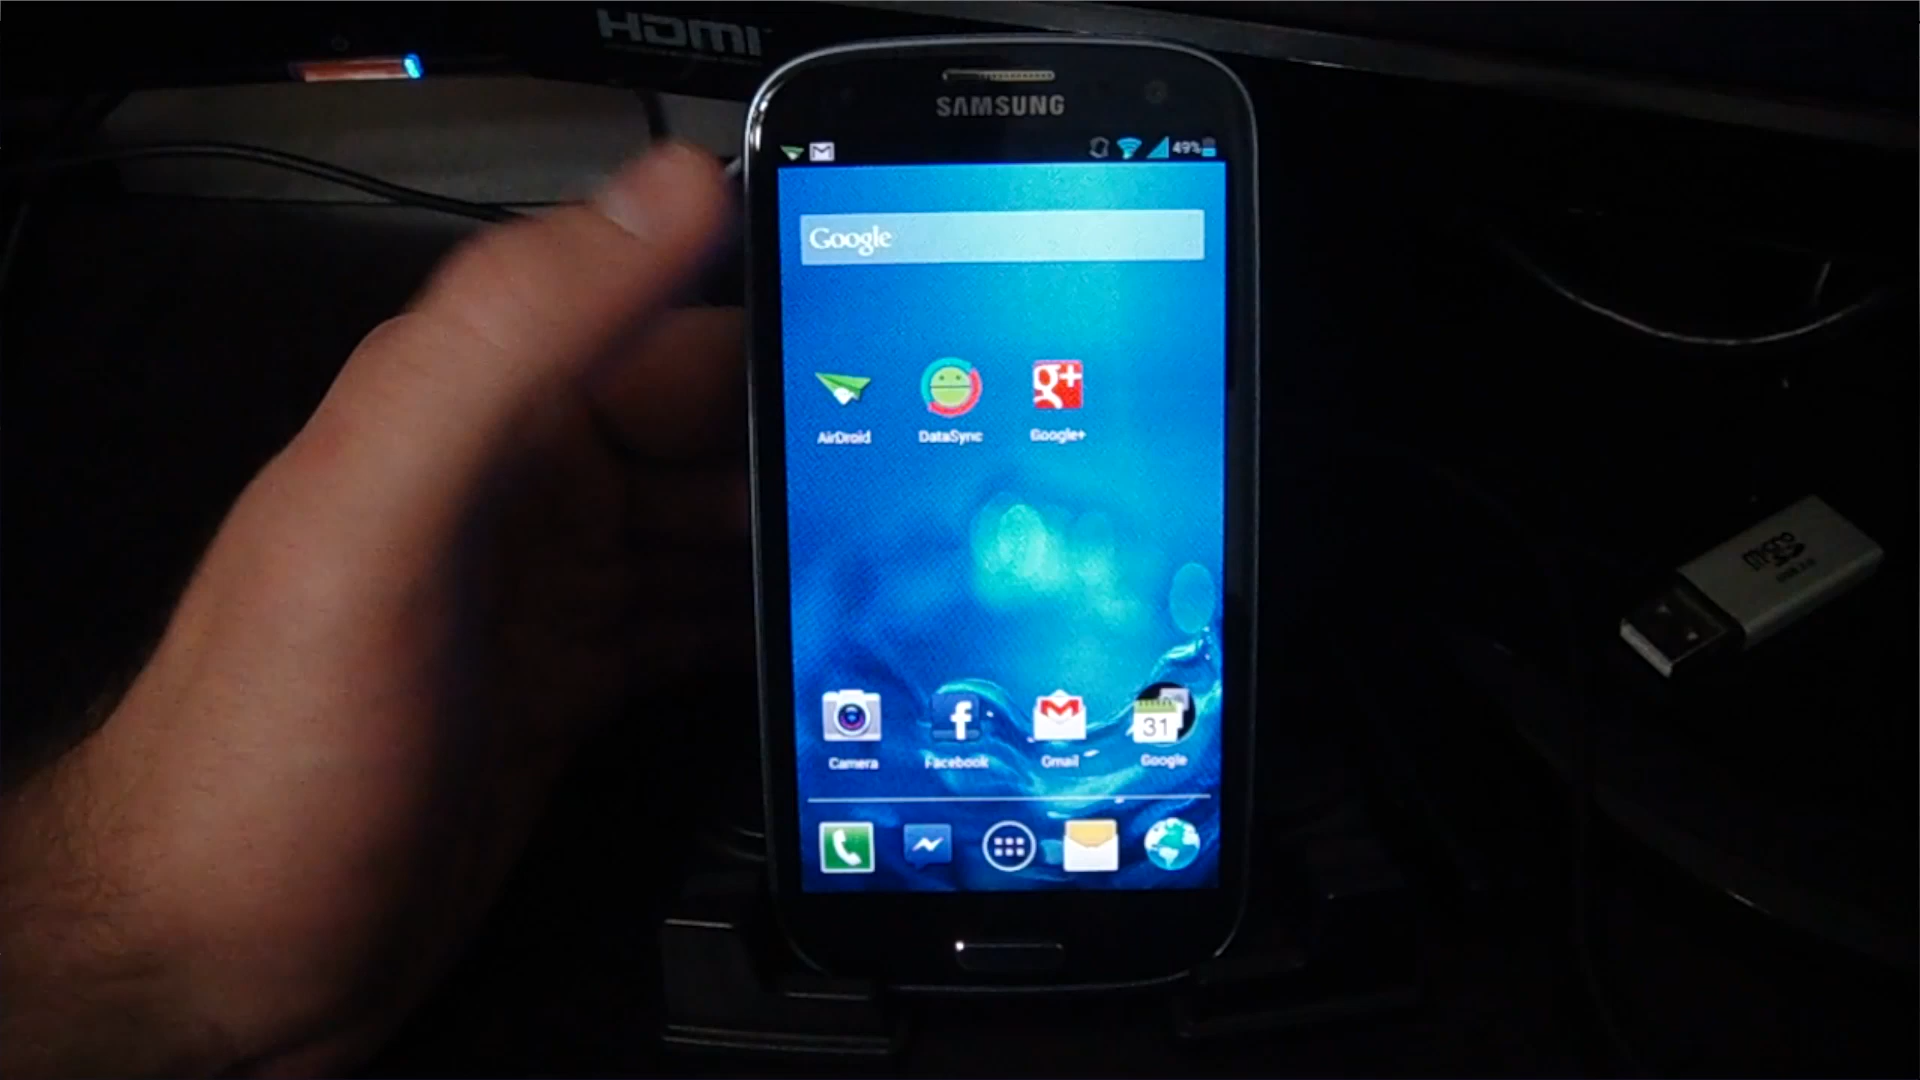 HDMI
SAMSUNG
49%
Google
g+
AirDroid DataSync Google+
31
Camera Facebook Gmail Google
micro